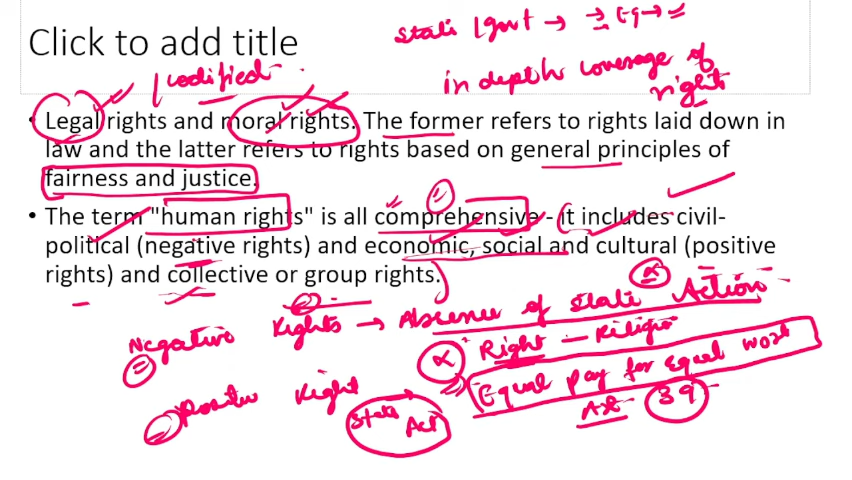 Stali / govt → → Eg →
Click to add title
codified
in depth coverage of
rights
• Legal rights and moral rights. The former refers to rights laid down in
law and the latter refers to rights based on general principles of
fairness and justice.
• The term "human rights" is all comprehensive - it includes civil-
political (negative rights) and economic, social and cultural (positive
rights) and collective or group rights.
Negative Rights → Absence of Stali Action
Right - Religio
Equal pay for Equal work
Positive Right
State Act
Art 39